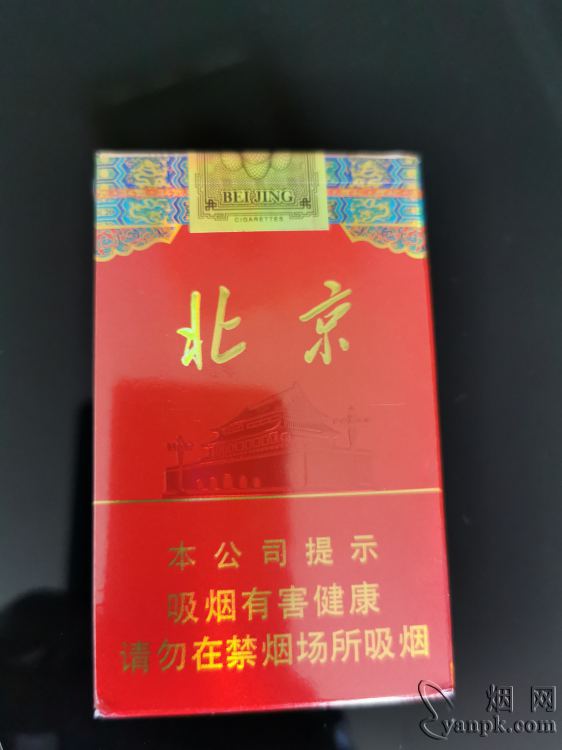 BEIJING
CIGARETTES
北京
本公司提示
吸烟有害健康
请勿在禁烟场所吸烟
烟网
yanpk.com